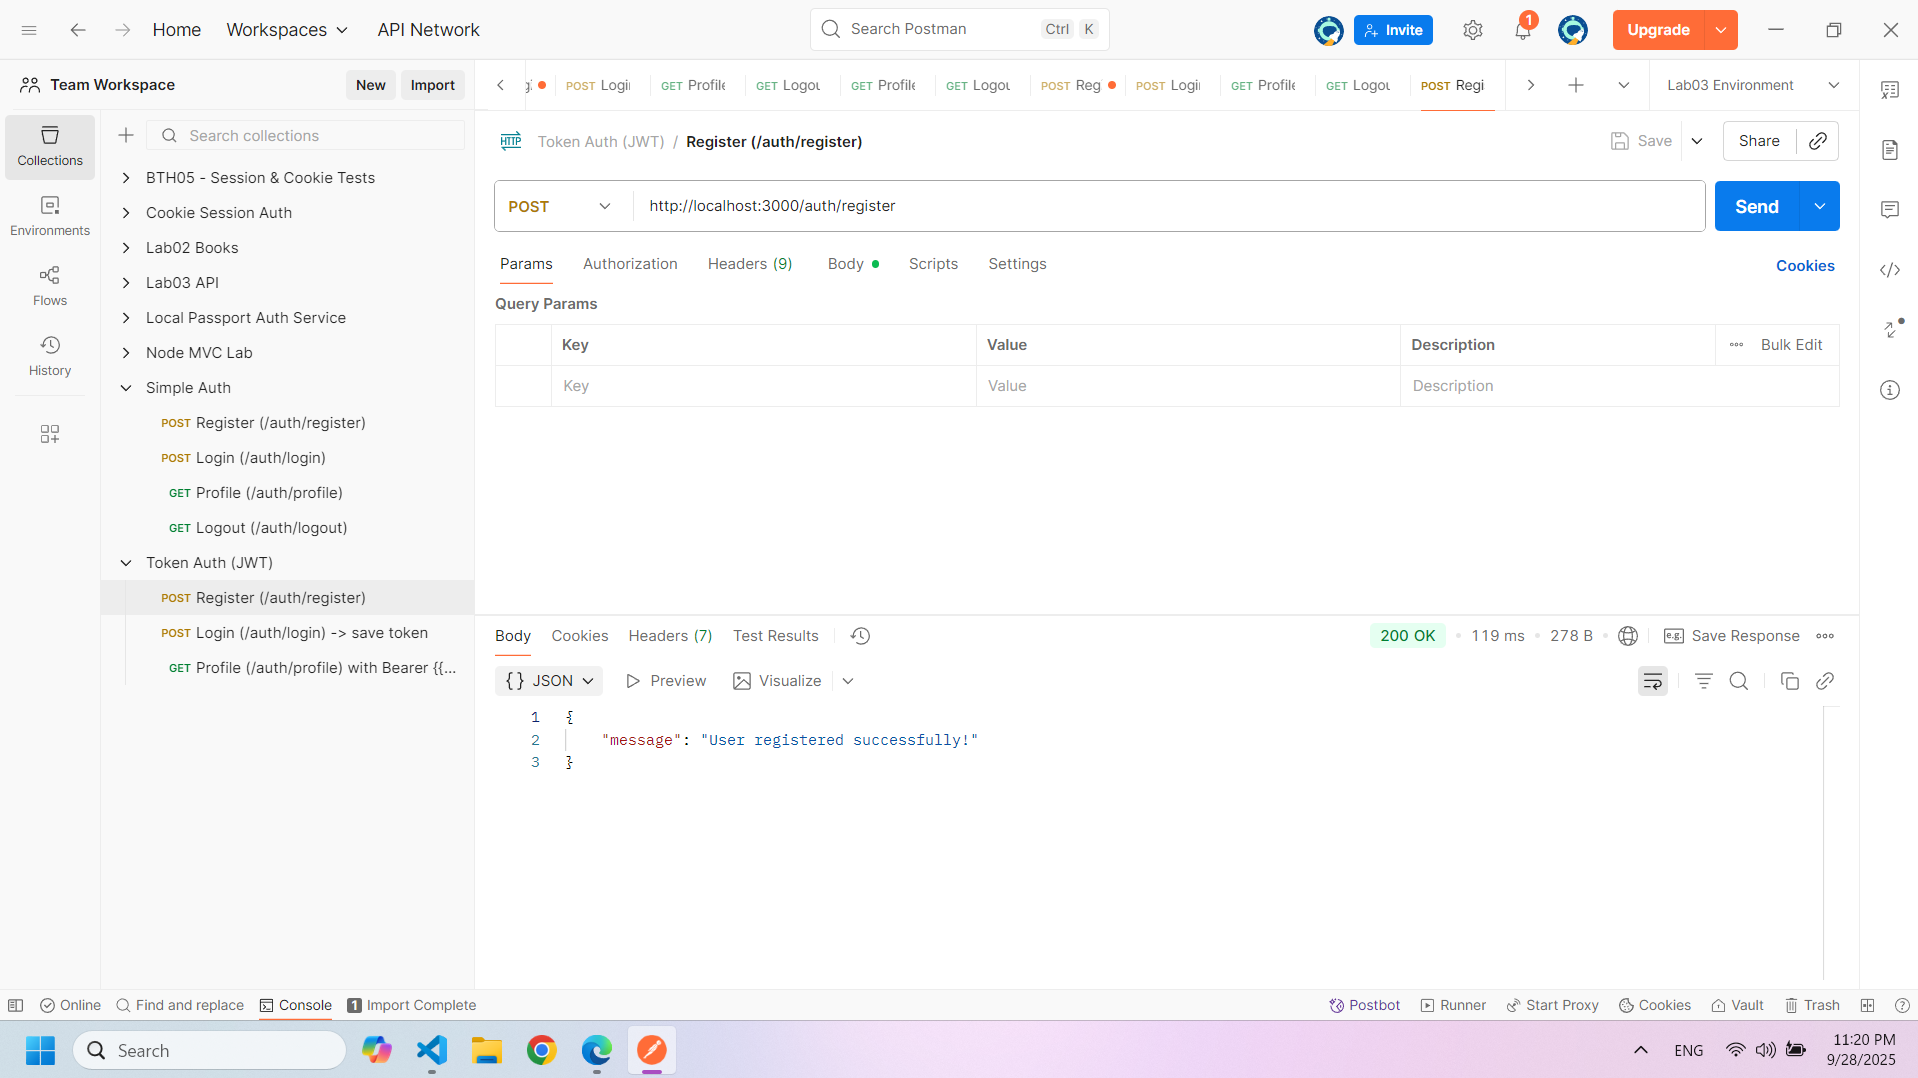 Home Workspaces API Network Search Postman Ctrl K Invite 1 Upgrade
Team Workspace New Import
POST Login GET Profile GET Logou GET Profile GET Logou POST Reg POST Login GET Profile GET Logou POST Regi Lab03 Environment
Search collections
Collections
Environments
Flows
History
BTH05 - Session & Cookie Tests
Cookie Session Auth
Lab02 Books
Lab03 API
Local Passport Auth Service
Node MVC Lab
Simple Auth
POST Register (/auth/register)
POST Login (/auth/login)
GET Profile (/auth/profile)
GET Logout (/auth/logout)
Token Auth (JWT)
POST Register (/auth/register)
POST Login (/auth/login) -> save token
GET Profile (/auth/profile) with Bearer {{...
HTTP Token Auth (JWT) / Register (/auth/register) Save Share
POST http://localhost:3000/auth/register Send
Params Authorization Headers (9) Body Scripts Settings Cookies
Query Params
Key Value Description Bulk Edit
Key Value Description
Body Cookies Headers (7) Test Results 200 OK 119 ms 278 B e.g. Save Response
{} JSON Preview Visualize
1 {
2 "message": "User registered successfully!"
3 }
Online Find and replace Console 1 Import Complete Postbot Runner Start Proxy Cookies Vault Trash
Search ENG 11:20 PM
9/28/2025